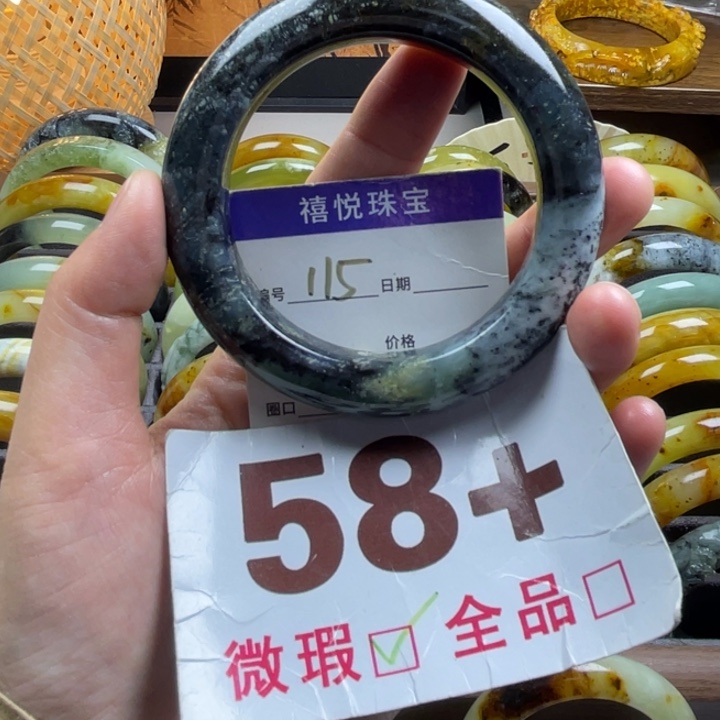 禧悦珠宝
编号 115 日期
价格
圈口
58+
微瑕 ☑ 全品 ☐